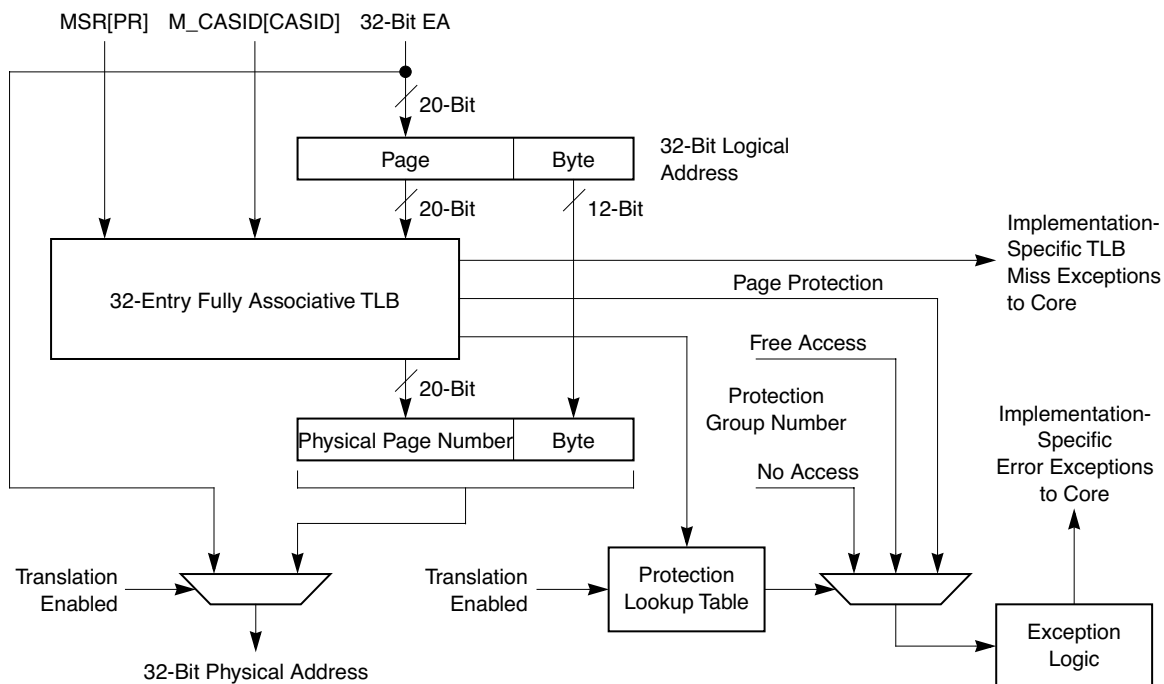 MSR[PR] M_CASID[CASID] 32-Bit EA
20-Bit
Page Byte
32-Bit Logical
Address
20-Bit 12-Bit
32-Entry Fully Associative TLB
Implementation-
Specific TLB
Miss Exceptions
to Core
Page Protection
Free Access
20-Bit
Protection
Group Number
Physical Page Number Byte
Implementation-
Specific
Error Exceptions
to Core
No Access
Translation
Enabled
Translation
Enabled
Protection
Lookup Table
32-Bit Physical Address
Exception
Logic